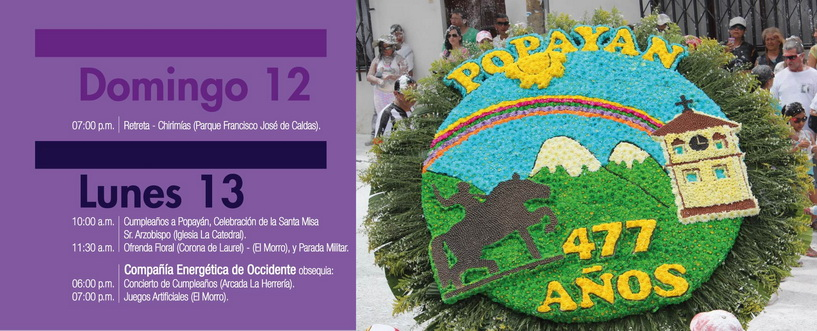 Domingo 12
07:00 p.m. Retreta - Chirimías (Parque Francisco José de Caldas).
Lunes 13
10:00 a.m. Cumpleaños a Popayán, Celebración de la Santa Misa
Sr. Arzobispo (Iglesia La Catedral).
11:30 a.m. Ofrenda Floral (Corona de Laurel) - (El Morro), y Parada Militar.
Compañía Energética de Occidente obsequia:
06:00 p.m. Concierto de Cumpleaños (Arcada La Herrería).
07:00 p.m. Juegos Artificiales (El Morro).
POPAYAN
477
AÑOS